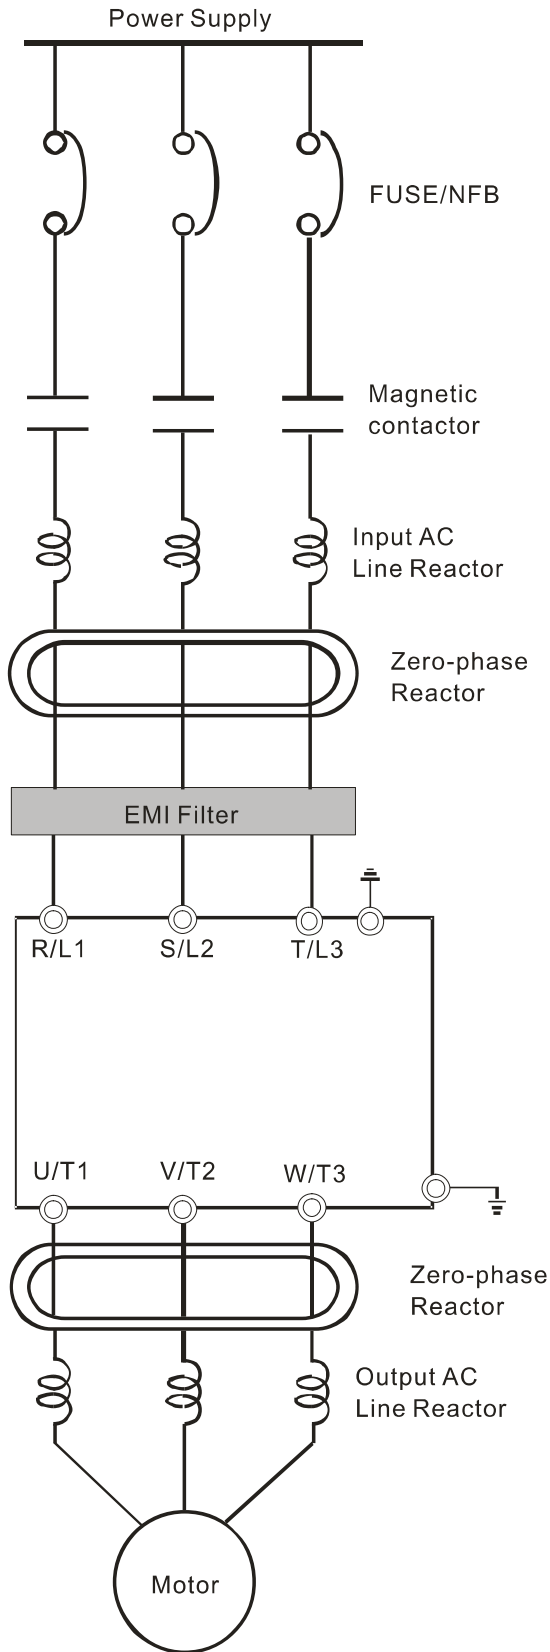 Power Supply
FUSE/NFB
Magnetic
contactor
Input AC
Line Reactor
Zero-phase
Reactor
EMI Filter
R/L1 S/L2 T/L3
U/T1 V/T2 W/T3
Zero-phase
Reactor
Output AC
Line Reactor
Motor